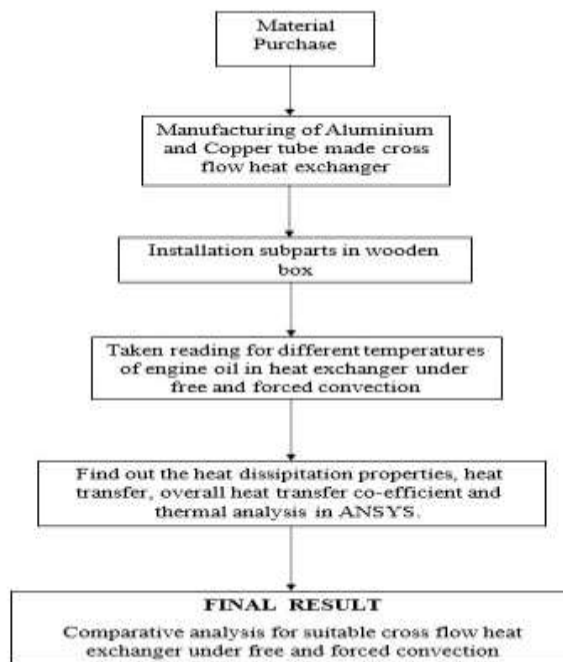 Material
Purchase
Manufacturing of Aluminium
and Copper tube made cross
flow heat exchanger
Installation subparts in wooden
box
Taken reading for different temperatures
of engine oil in heat exchanger under
free and forced convection
Find out the heat dissipitation properties, heat
transfer, overall heat transfer co-efficient and
thermal analysis in ANSYS.
FINAL RESULT
Comparative analysis for suitable cross flow heat
exchanger under free and forced convection